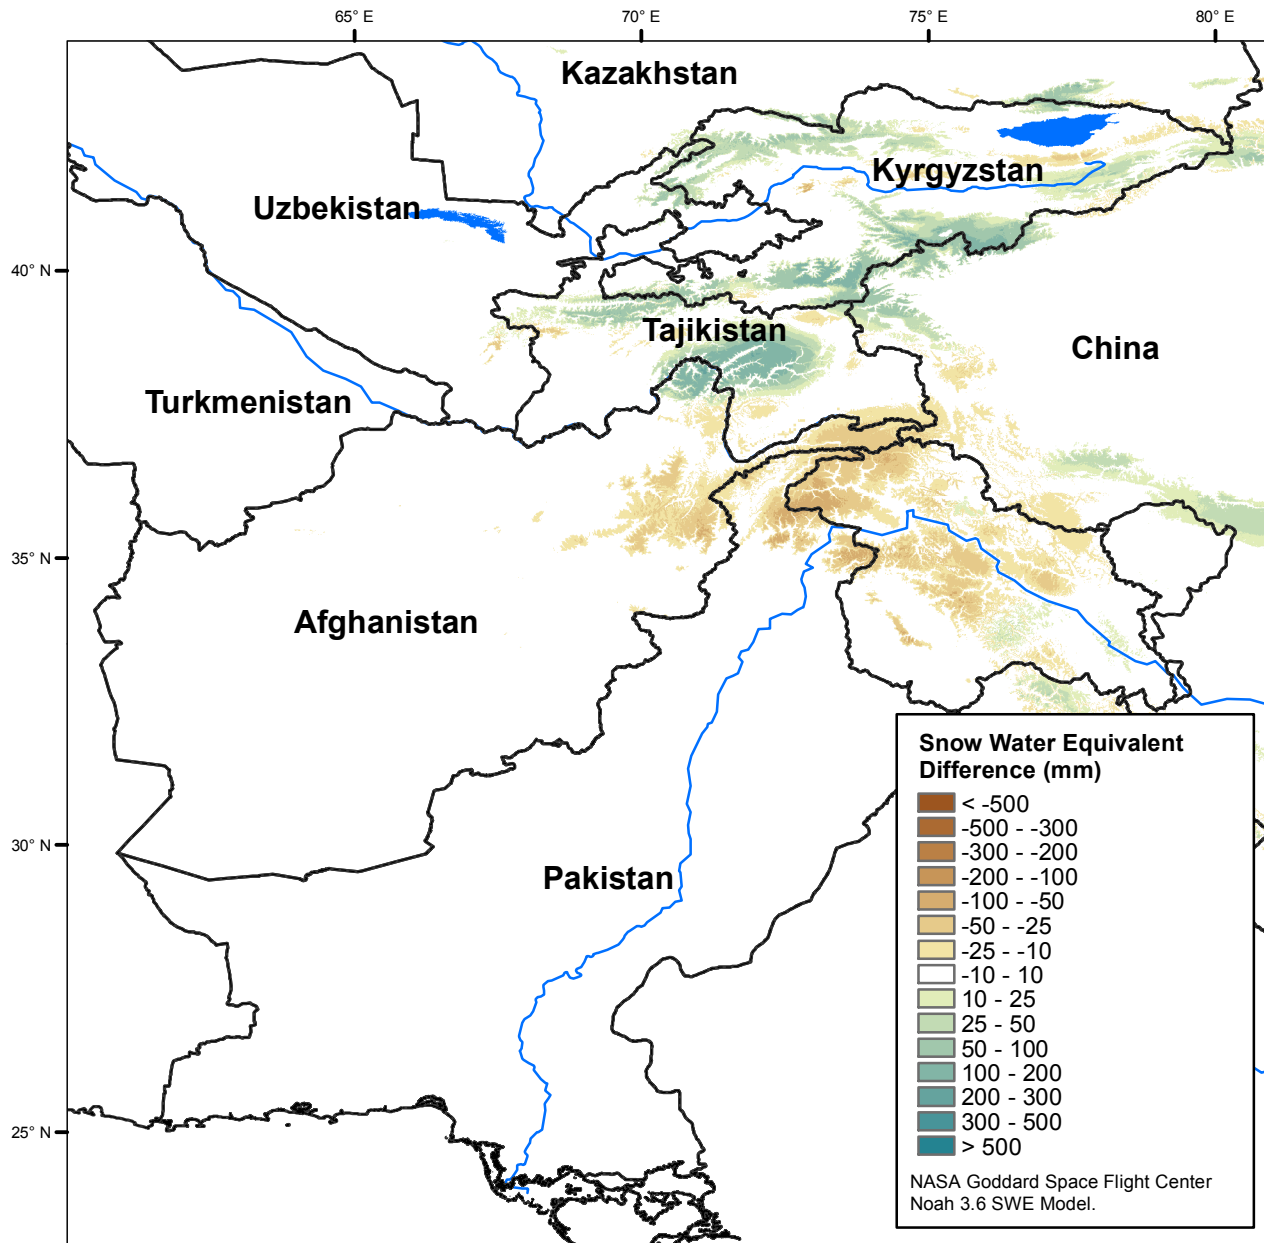 65° E
70° E
75° E
80° E
Kazakhstan
Kyrgyzstan
Uzbekistan
40° N
Tajikistan
China
Turkmenistan
35° N
Afghanistan
Snow Water Equivalent
Difference (mm)
< -500
-500 - -300
-300 - -200
-200 - -100
-100 - -50
-50 - -25
-25 - -10
-10 - 10
10 - 25
25 - 50
50 - 100
100 - 200
200 - 300
300 - 500
> 500
30° N
Pakistan
25° N
NASA Goddard Space Flight Center
Noah 3.6 SWE Model.